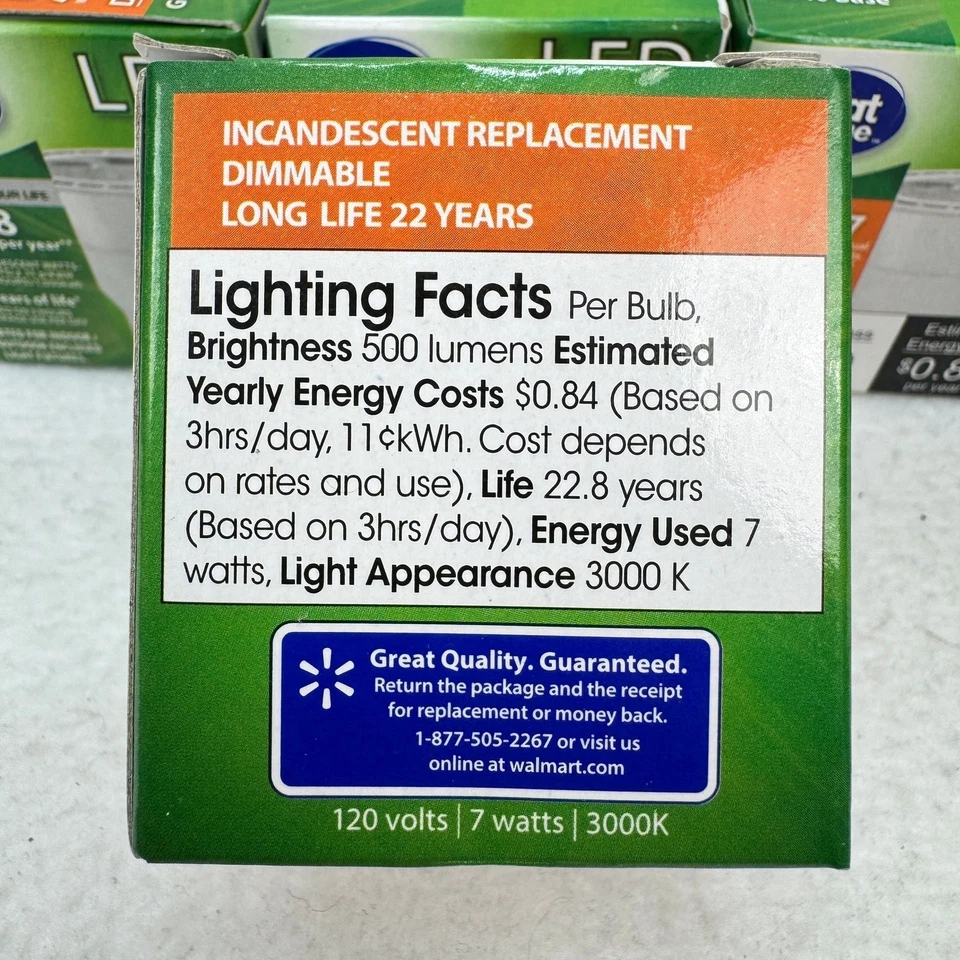 LED
INCANDESCENT REPLACEMENT
DIMMABLE
LONG LIFE 22 YEARS
Lighting Facts Per Bulb,
Brightness 500 lumens Estimated
Yearly Energy Costs $0.84 (Based on
3hrs/day, 11¢kWh. Cost depends
on rates and use), Life 22.8 years
(Based on 3hrs/day), Energy Used 7
watts, Light Appearance 3000 K
Great Quality. Guaranteed.
Return the package and the receipt
for replacement or money back.
1-877-505-2267 or visit us
online at walmart.com
120 volts | 7 watts | 3000K